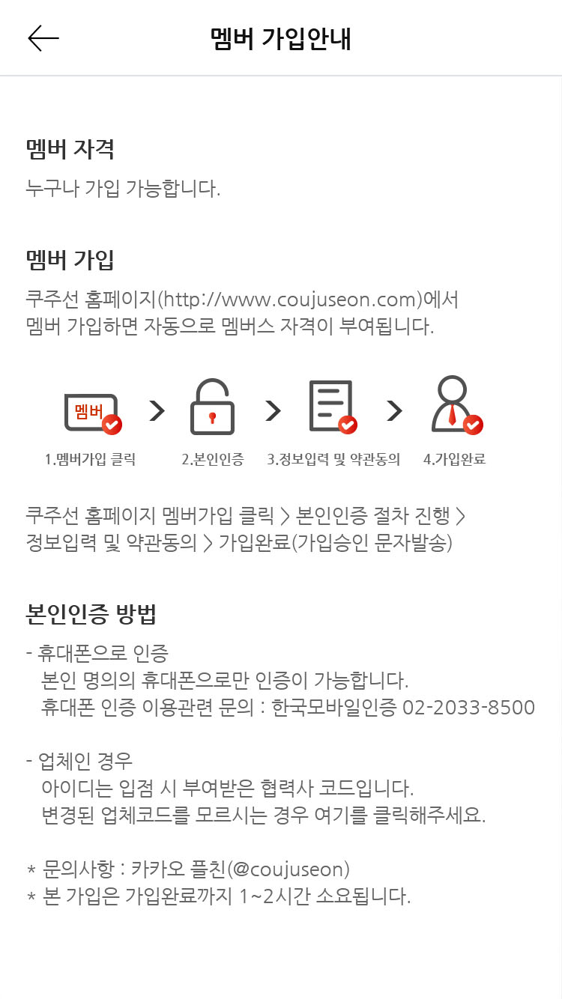 멤버 가입안내
멤버 자격
누구나 가입 가능합니다.
멤버 가입
쿠주선 홈페이지(http://www.coujuseon.com)에서
멤버 가입하면 자동으로 멤버스 자격이 부여됩니다.
멤버
1.멤버가입 클릭
2.본인인증
3.정보입력 및 약관동의
4.가입완료
쿠주선 홈페이지 멤버가입 클릭 > 본인인증 절차 진행 >
정보입력 및 약관동의 > 가입완료(가입승인 문자발송)
본인인증 방법
- 휴대폰으로 인증
본인 명의의 휴대폰으로만 인증이 가능합니다.
휴대폰 인증 이용관련 문의 : 한국모바일인증 02-2033-8500
- 업체인 경우
아이디는 입점 시 부여받은 협력사 코드입니다.
변경된 업체코드를 모르시는 경우 여기를 클릭해주세요.
* 문의사항 : 카카오 플친(@coujuseon)
* 본 가입은 가입완료까지 1~2시간 소요됩니다.